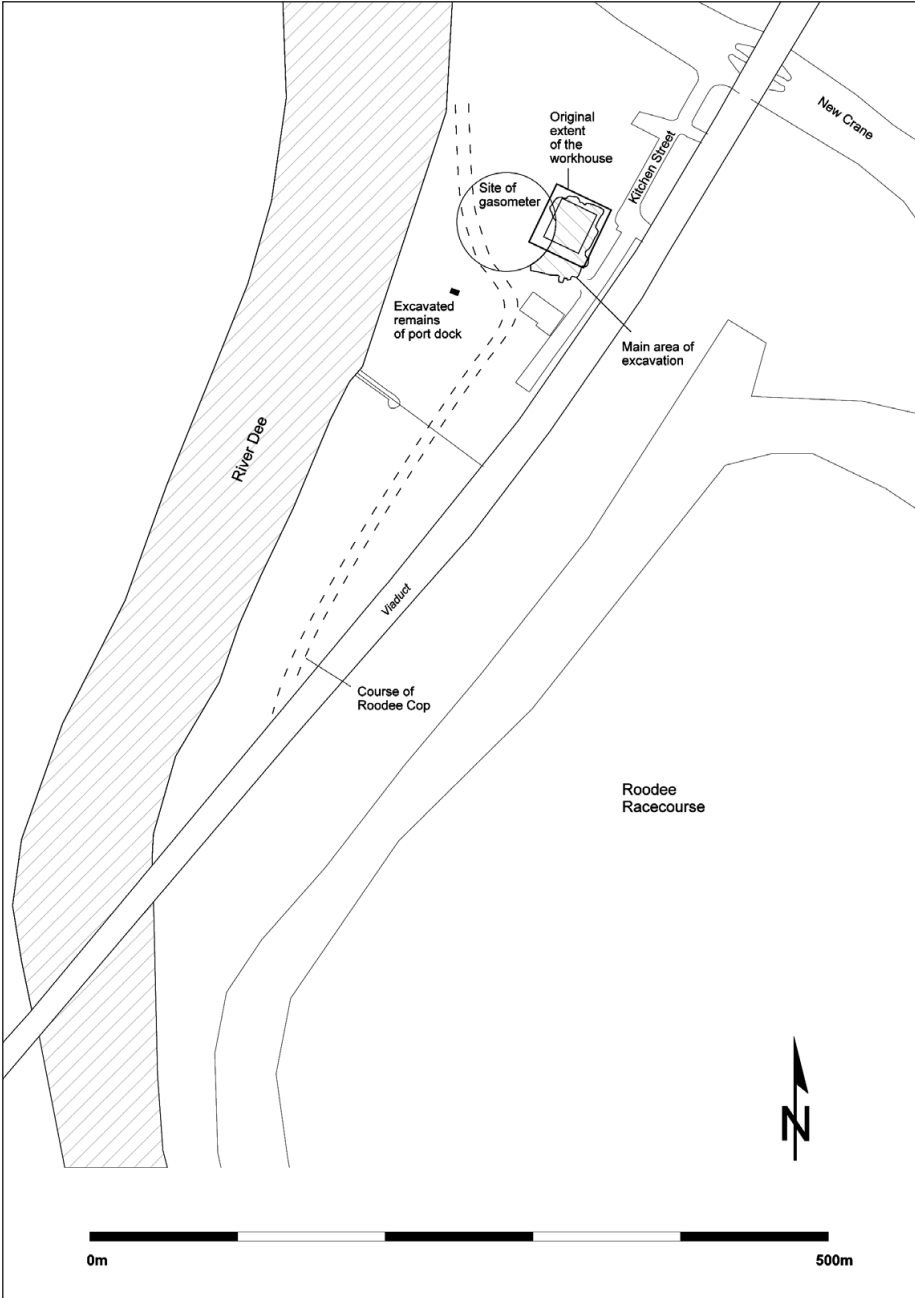 New Crane
Original
extent
of the
workhouse
Kitchen Street
Site of
gasometer
Excavated
remains
of port dock
Main area of
excavation
River Dee
Viaduct
Course of
Roodee Cop
Roodee
Racecourse
N
0m
500m